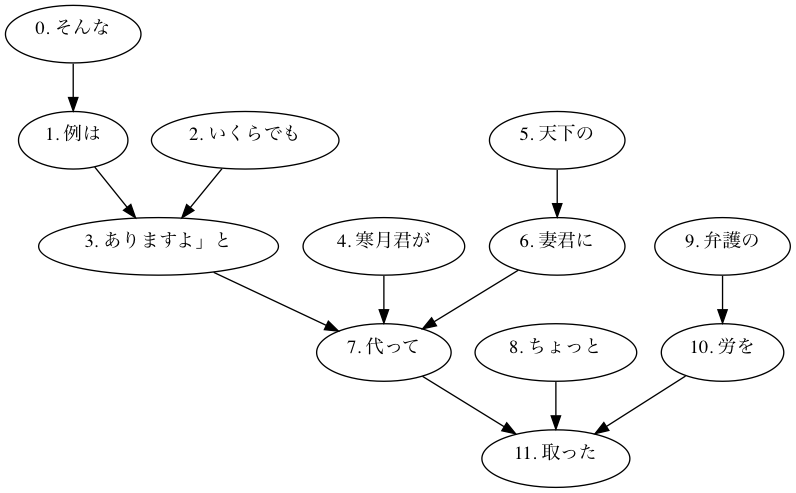 0. そんな
1. 例は
2. いくらでも
5. 天下の
3. ありますよ」と
4. 寒月君が
6. 妻君に
9. 弁護の
7. 代って
8. ちょっと
10. 労を
11. 取った